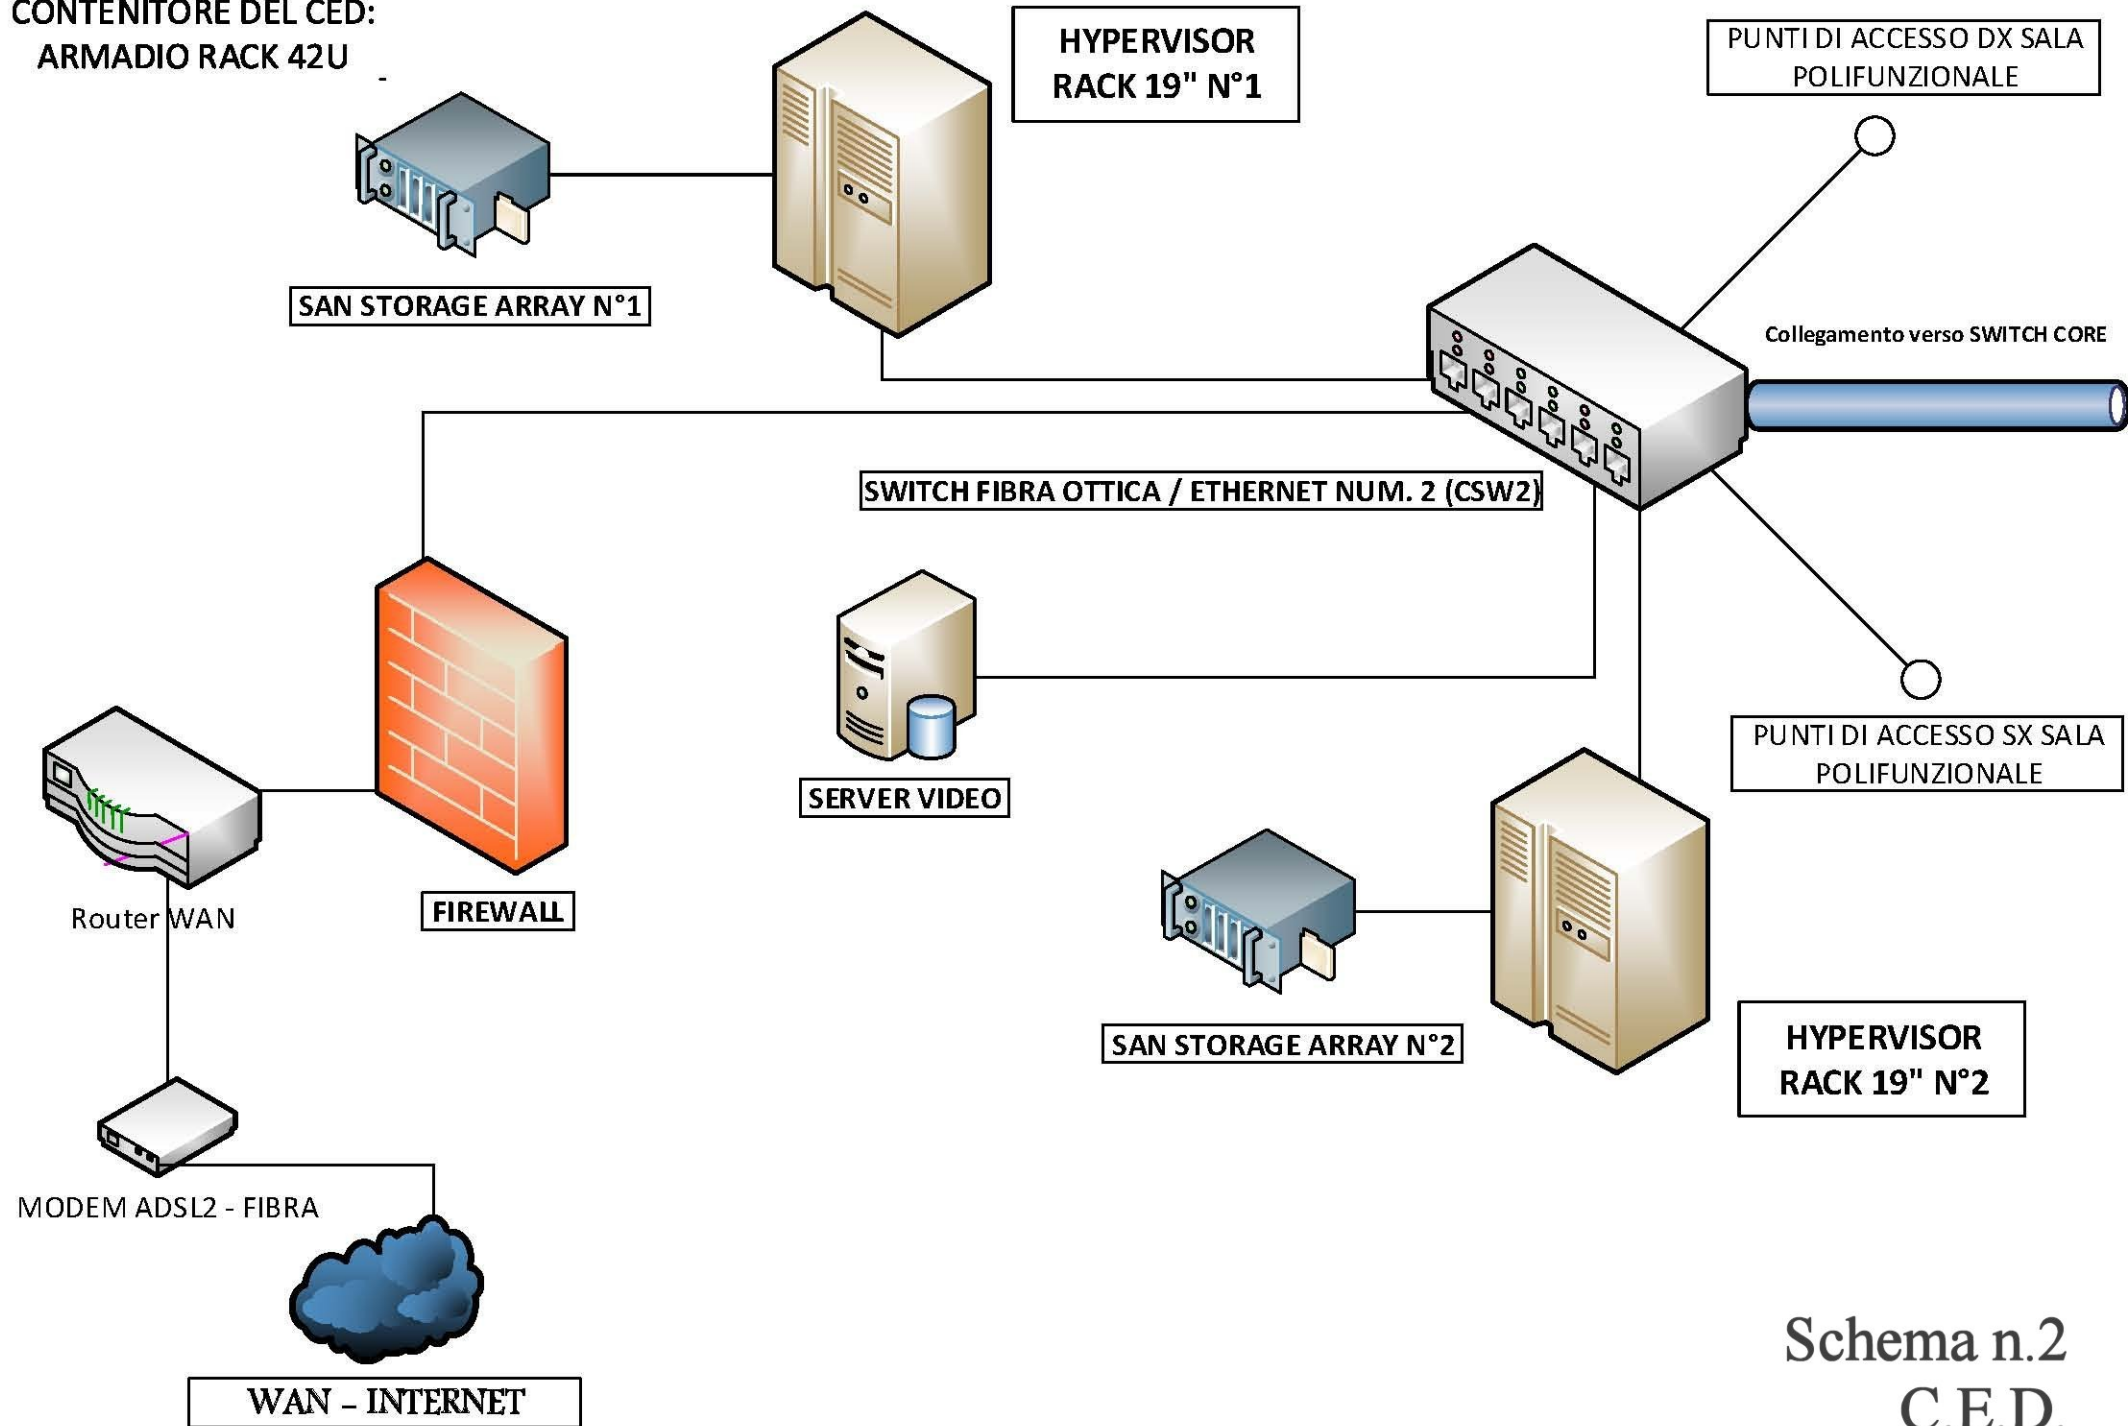 CONTENITORE DEL CED:
ARMADIO RACK 42U
-
HYPERVISOR
RACK 19" N°1
PUNTI DI ACCESSO DX SALA
POLIFUNZIONALE
SAN STORAGE ARRAY N°1
Collegamento verso SWITCH CORE
SWITCH FIBRA OTTICA / ETHERNET NUM. 2 (CSW2)
PUNTI DI ACCESSO SX SALA
POLIFUNZIONALE
SERVER VIDEO
Router WAN
FIREWALL
SAN STORAGE ARRAY N°2
HYPERVISOR
RACK 19" N°2
MODEM ADSL2 - FIBRA
WAN – INTERNET
Schema n.2
C.E.D.